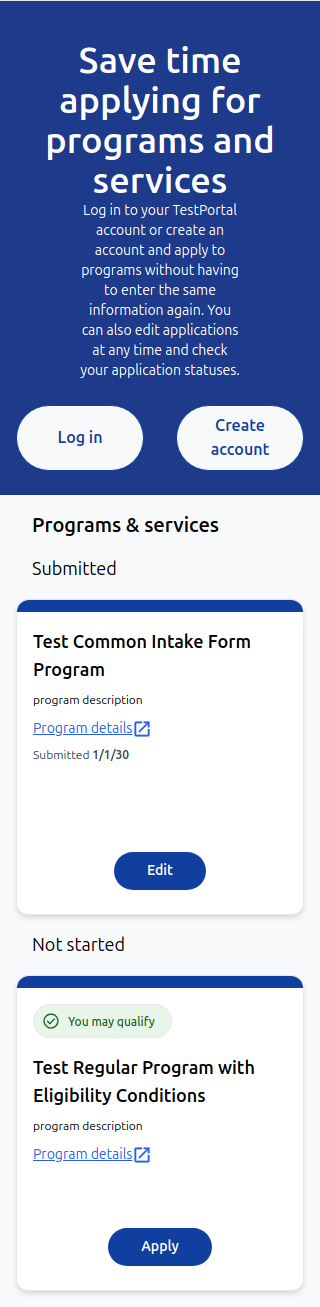 Save time
applying for
programs and
services
Log in to your TestPortal
account or create an
account and apply to
programs without having
to enter the same
information again. You
can also edit applications
at any time and check
your application statuses.
Log in
Create
account
Programs & services
Submitted
Test Common Intake Form
Program
program description
Program details
Submitted 1/1/30
Edit
Not started
You may qualify
Test Regular Program with
Eligibility Conditions
program description
Program details
Apply